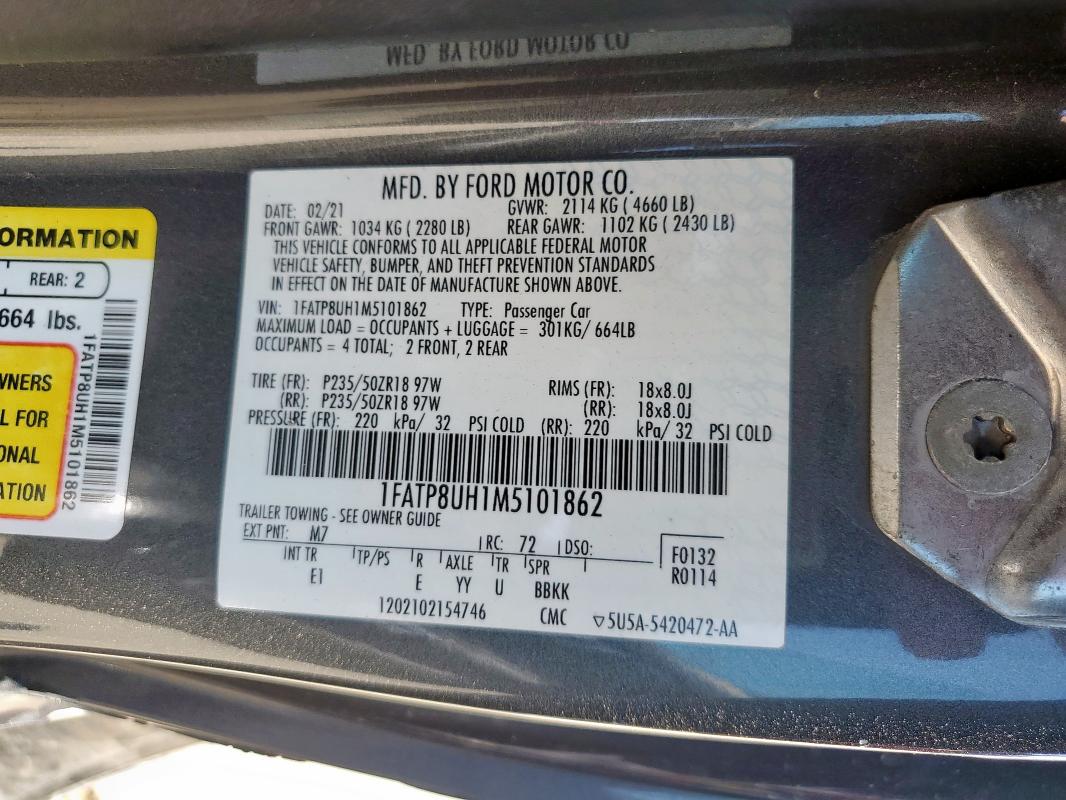 MFD. BY FORD MOTOR CO
ORMATION
REAR: 2
664 lbs.
WNERS
L FOR
ONAL
ATION
1FATP8UH1M5101862
MFD. BY FORD MOTOR CO.
DATE: 02/21 GVWR: 2114 KG ( 4660 LB)
FRONT GAWR: 1034 KG ( 2280 LB) REAR GAWR: 1102 KG ( 2430 LB)
THIS VEHICLE CONFORMS TO ALL APPLICABLE FEDERAL MOTOR
VEHICLE SAFETY, BUMPER, AND THEFT PREVENTION STANDARDS
IN EFFECT ON THE DATE OF MANUFACTURE SHOWN ABOVE.
VIN: 1FATP8UH1M5101862 TYPE: Passenger Car
MAXIMUM LOAD = OCCUPANTS + LUGGAGE = 301KG/ 664LB
OCCUPANTS = 4 TOTAL; 2 FRONT, 2 REAR
TIRE (FR): P235/50ZR18 97W RIMS (FR): 18x8.0J
(RR): P235/50ZR18 97W (RR): 18x8.0J
PRESSURE (FR): 220 kPa/ 32 PSI COLD (RR): 220 kPa/ 32 PSI COLD
1FATP8UH1M5101862
TRAILER TOWING - SEE OWNER GUIDE
EXT PNT: M7 RC: 72 DSO:
INT TR TP/PS R AXLE TR SPR F0132
E1 E YY U BBKK R0114
1202102154746 CMC ▽5U5A-5420472-AA